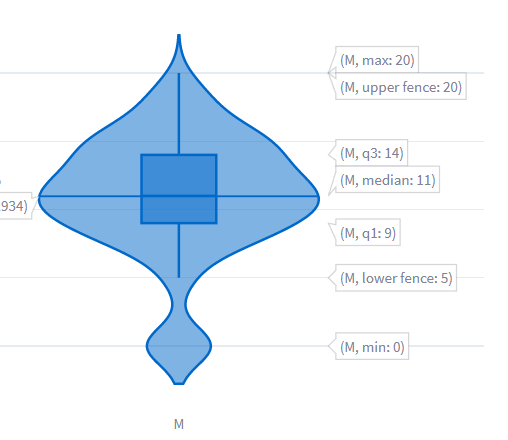 (M, max: 20)
(M, upper fence: 20)
(M, q3: 14)
(M, median: 11)
934)
(M, q1: 9)
(M, lower fence: 5)
(M, min: 0)
M